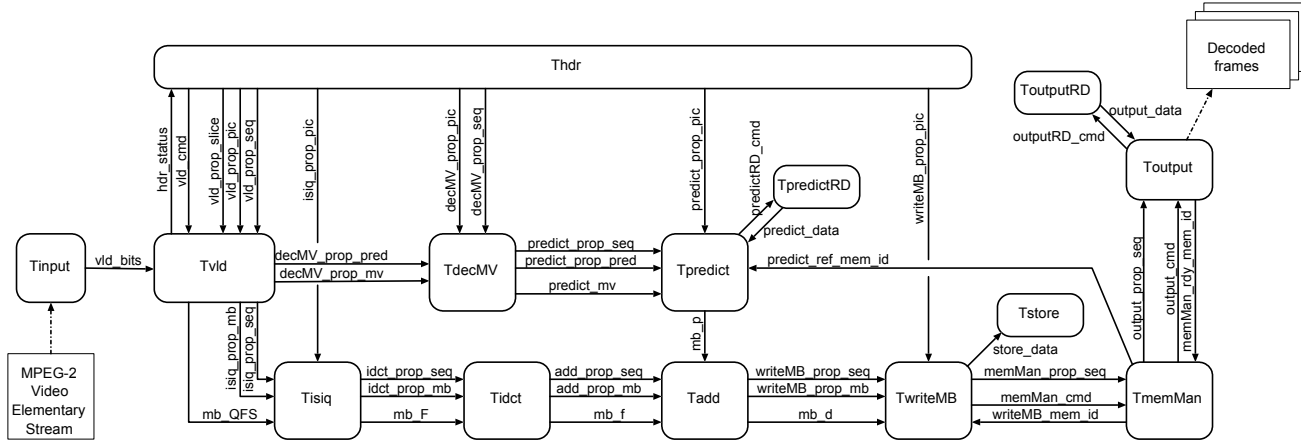 Decoded
frames
Thdr
ToutputRD
output_data
outputRD_cmd
Toutput
hdr_status
vld_cmd
vld_prop_slice
vld_prop_pic
vld_prop_seq
isiq_prop_pic
decMV_prop_pic
decMV_prop_seq
predict_prop_pic
predictRD_cmd
TpredictRD
predict_data
writeMB_prop_pic
Tinput
vld_bits
Tvld
decMV_prop_pred
decMV_prop_mv
TdecMV
predict_prop_seq
predict_prop_pred
predict_mv
Tpredict
predict_ref_mem_id
output_prop_seq
output_cmd
memMan_rdy_mem_id
MPEG-2
Video
Elementary
Stream
isiq_prop_mb
isiq_prop_seq
mb_QFS
Tisiq
idct_prop_seq
idct_prop_mb
mb_F
Tidct
add_prop_seq
add_prop_mb
mb_f
mb_p
Tadd
writeMB_prop_seq
writeMB_prop_mb
mb_d
TwriteMB
Tstore
store_data
memMan_prop_seq
memMan_cmd
writeMB_mem_id
TmemMan